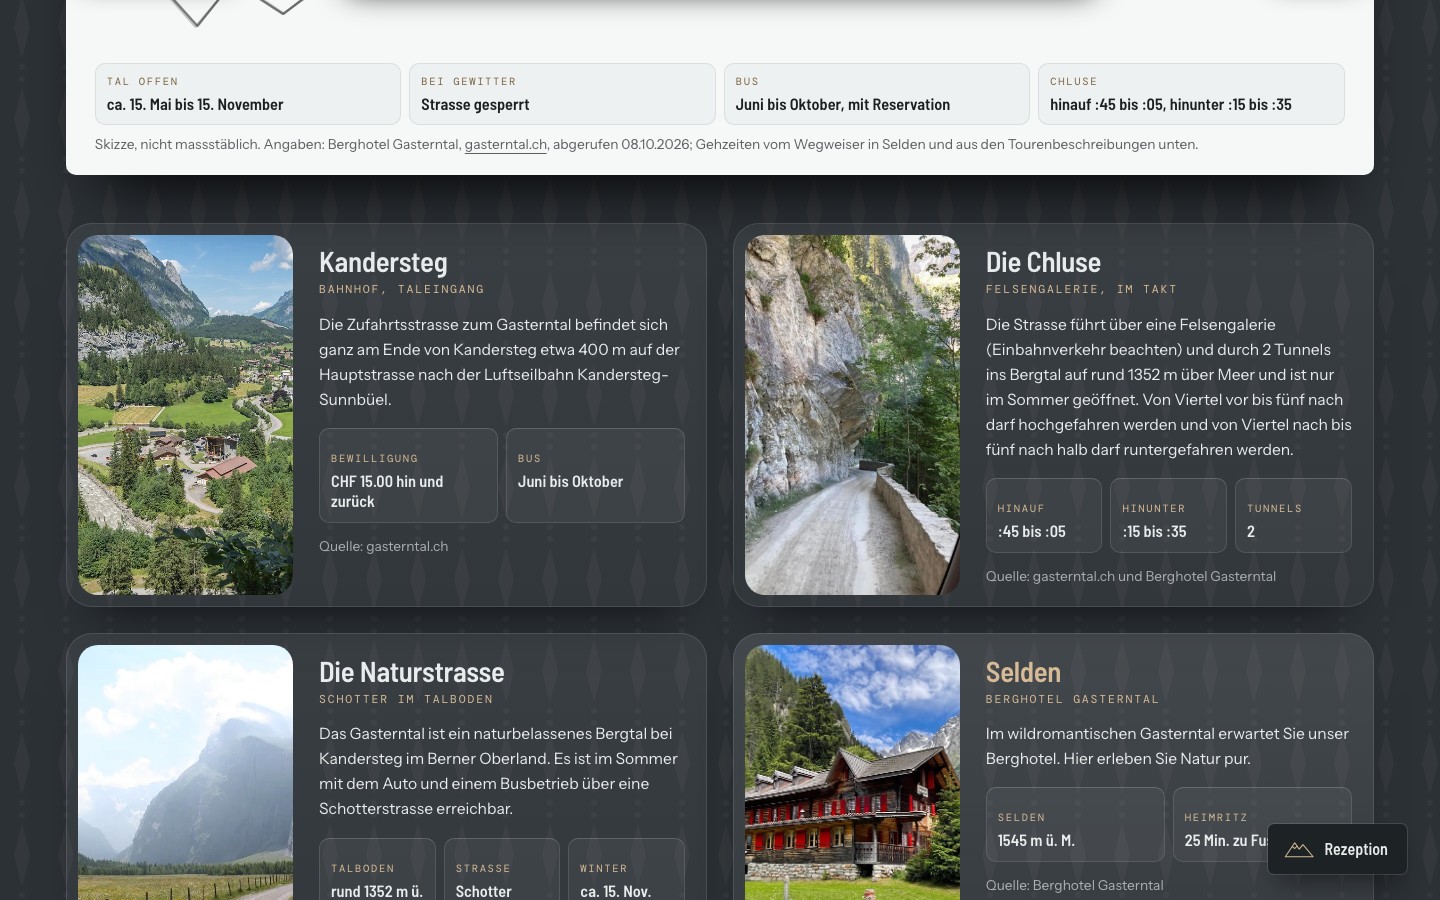 TAL OFFEN
ca. 15. Mai bis 15. November
BEI GEWITTER
Strasse gesperrt
BUS
Juni bis Oktober, mit Reservation
CHLUSE
hinauf :45 bis :05, hinunter :15 bis :35
Skizze, nicht massstäblich. Angaben: Berghotel Gasterntal, gasterntal.ch, abgerufen 08.10.2026; Gehzeiten vom Wegweiser in Selden und aus den Tourenbeschreibungen unten.
Kandersteg
BAHNHOF, TALEINGANG
Die Zufahrtsstrasse zum Gasterntal befindet sich
ganz am Ende von Kandersteg etwa 400 m auf der
Hauptstrasse nach der Luftseilbahn Kandersteg-
Sunnbüel.
BEWILLIGUNG
CHF 15.00 hin und
zurück
BUS
Juni bis Oktober
Quelle: gasterntal.ch
Die Chluse
FELSENGALERIE, IM TAKT
Die Strasse führt über eine Felsengalerie
(Einbahnverkehr beachten) und durch 2 Tunnels
ins Bergtal auf rund 1352 m über Meer und ist nur
im Sommer geöffnet. Von Viertel vor bis fünf nach
darf hochgefahren werden und von Viertel nach bis
fünf nach halb darf runtergefahren werden.
HINAUF
:45 bis :05
HINUNTER
:15 bis :35
TUNNELS
2
Quelle: gasterntal.ch und Berghotel Gasterntal
Die Naturstrasse
SCHOTTER IM TALBODEN
Das Gasterntal ist ein naturbelassenes Bergtal bei
Kandersteg im Berner Oberland. Es ist im Sommer
mit dem Auto und einem Busbetrieb über eine
Schotterstrasse erreichbar.
TALBODEN
rund 1352 m ü.
STRASSE
Schotter
WINTER
ca. 15. Nov.
Selden
BERGHOTEL GASTERNTAL
Im wildromantischen Gasterntal erwartet Sie unser
Berghotel. Hier erleben Sie Natur pur.
SELDEN
1545 m ü. M.
HEIMRITZ
25 Min. zu
Quelle: Berghotel Gasterntal
Rezeption